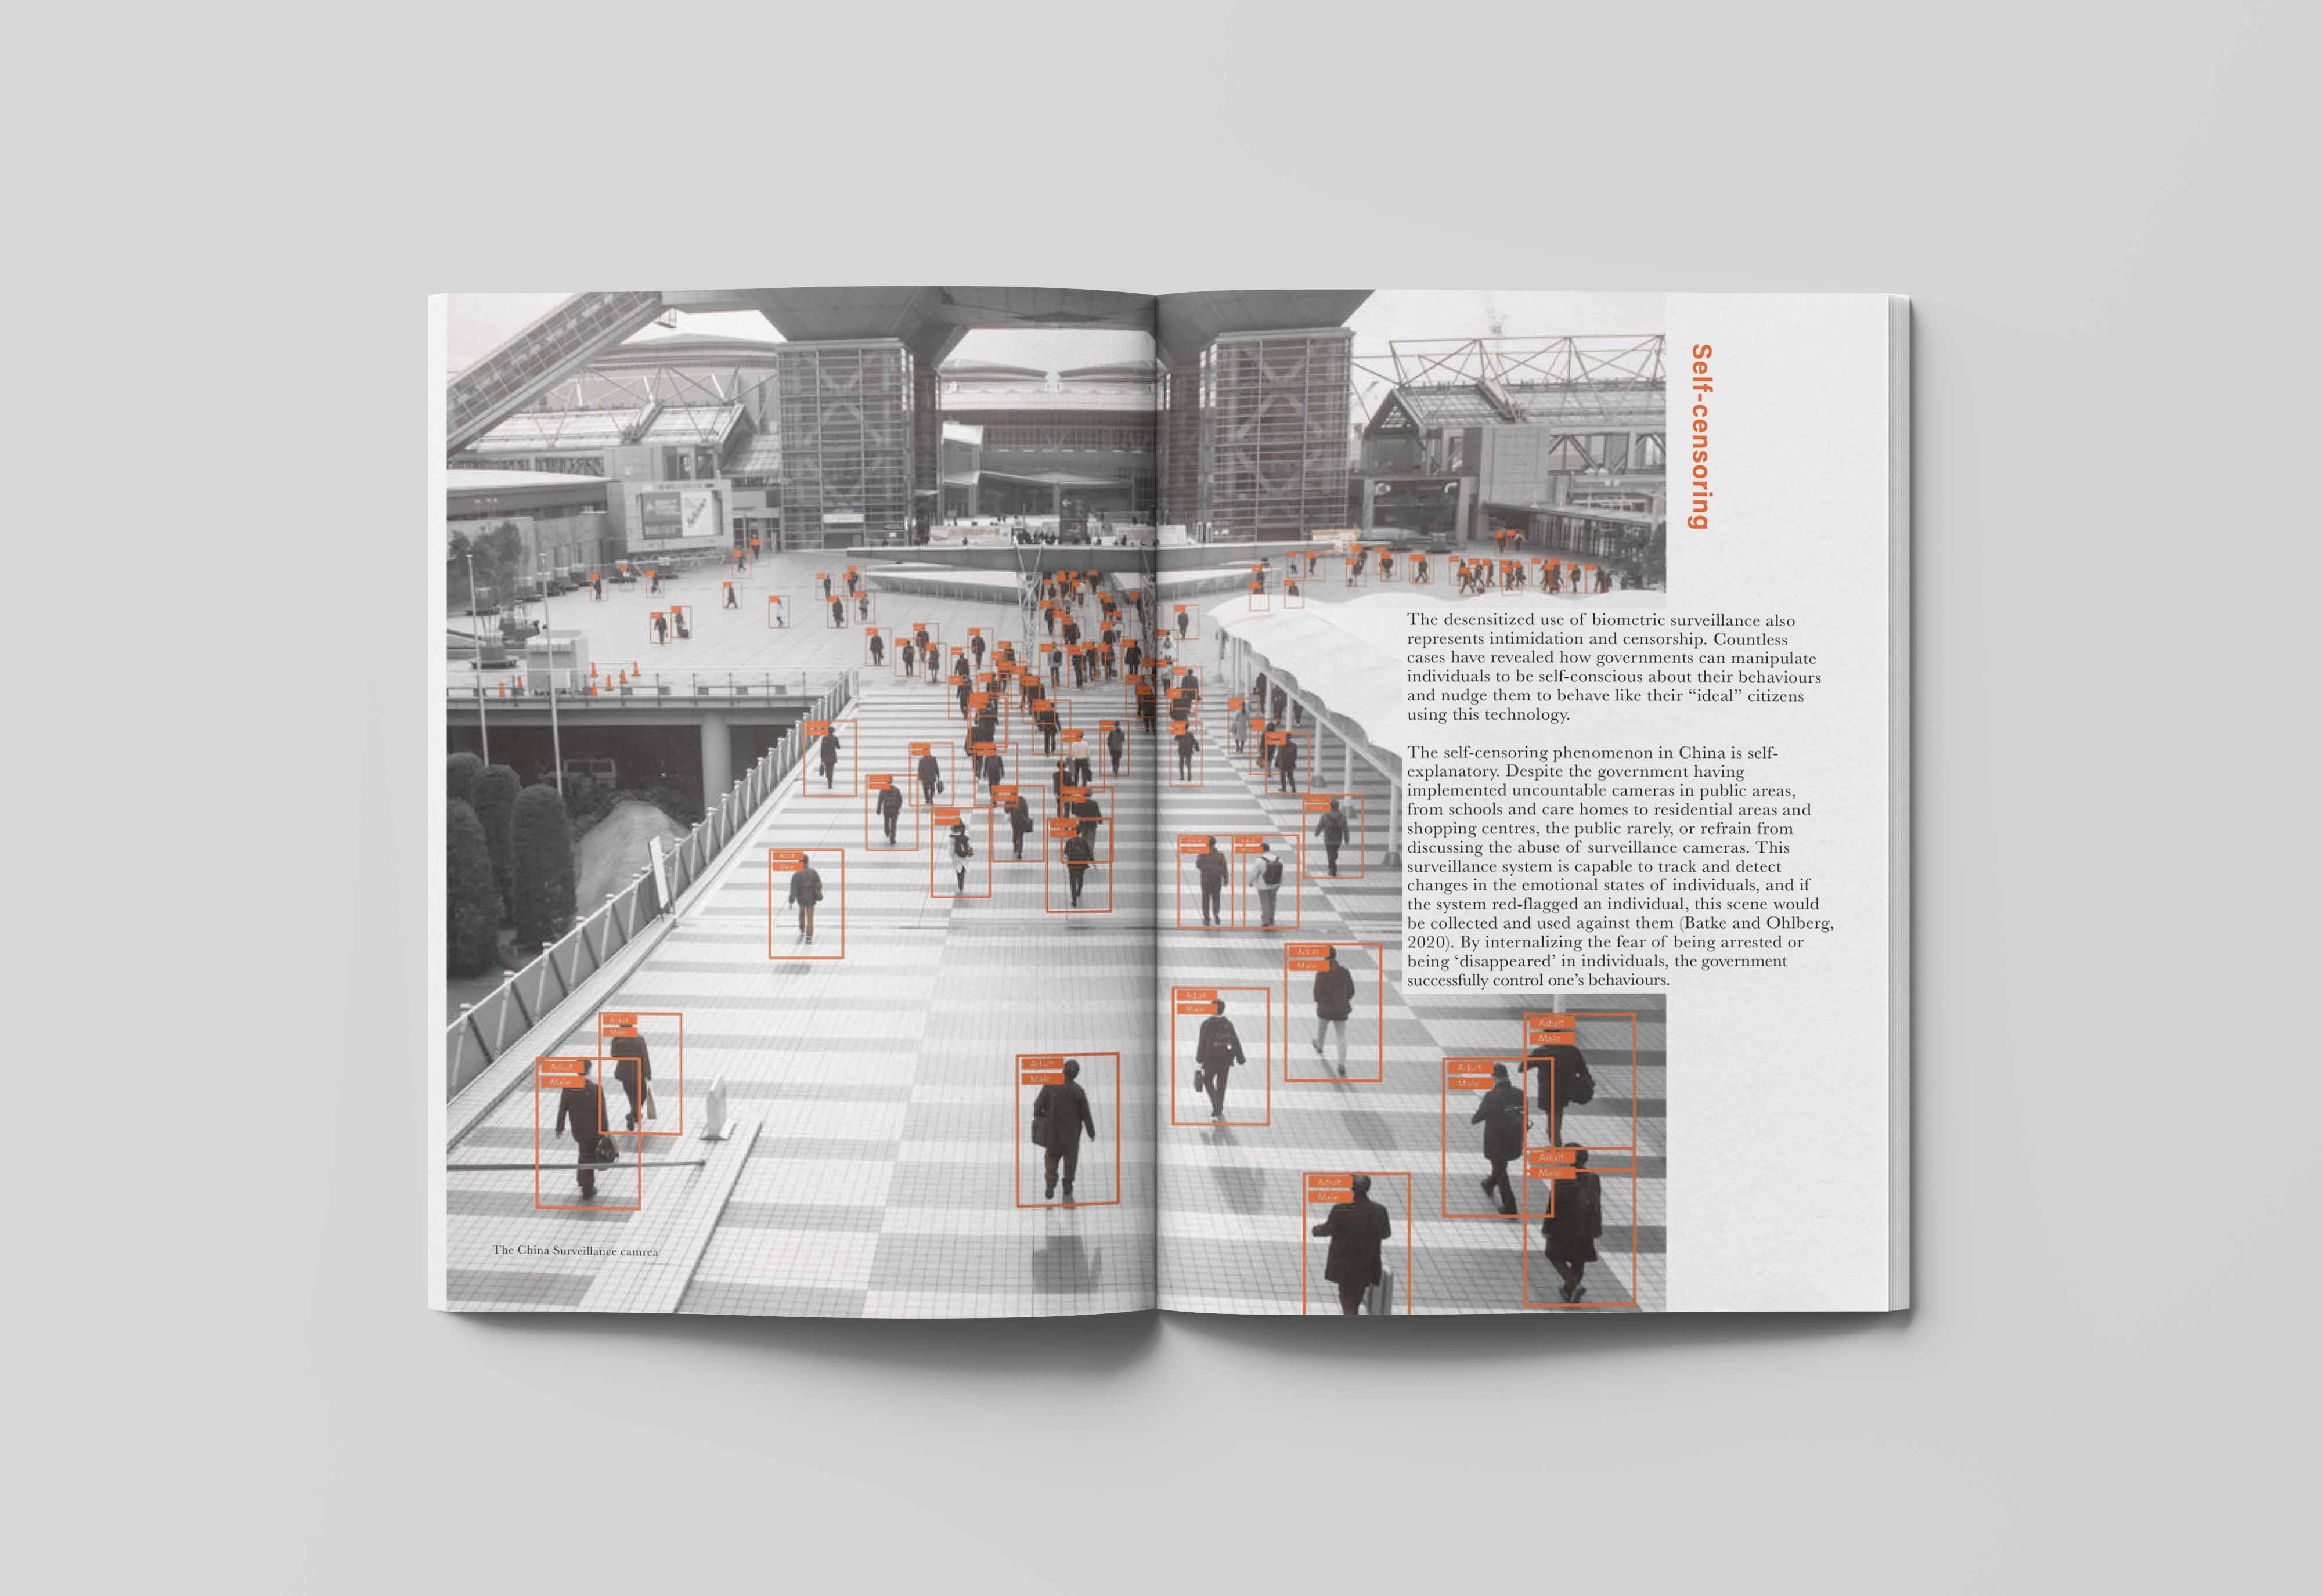 Self-censoring
The desensitized use of biometric surveillance also
represents intimidation and censorship. Countless
cases have revealed how governments can manipulate
individuals to be self-conscious about their behaviours
and nudge them to behave like their “ideal” citizens
using this technology.
The self-censoring phenomenon in China is self-
explanatory. Despite the government having
implemented uncountable cameras in public areas,
from schools and care homes to residential areas and
shopping centres, the public rarely, or refrain from
discussing the abuse of surveillance cameras. This
surveillance system is capable to track and detect
changes in the emotional states of individuals, and if
the system red-flagged an individual, this scene would
be collected and used against them (Batke and Ohlberg,
2020). By internalizing the fear of being arrested or
being ‘disappeared’ in individuals, the government
successfully control one’s behaviours.
Adult
Male
Adult
Male
Adult
Male
Adult
Male
Adult
Male
Adult
Male
Adult
Male
Adult
Male
Adult
Male
Adult
Male
The China Surveillance camrea